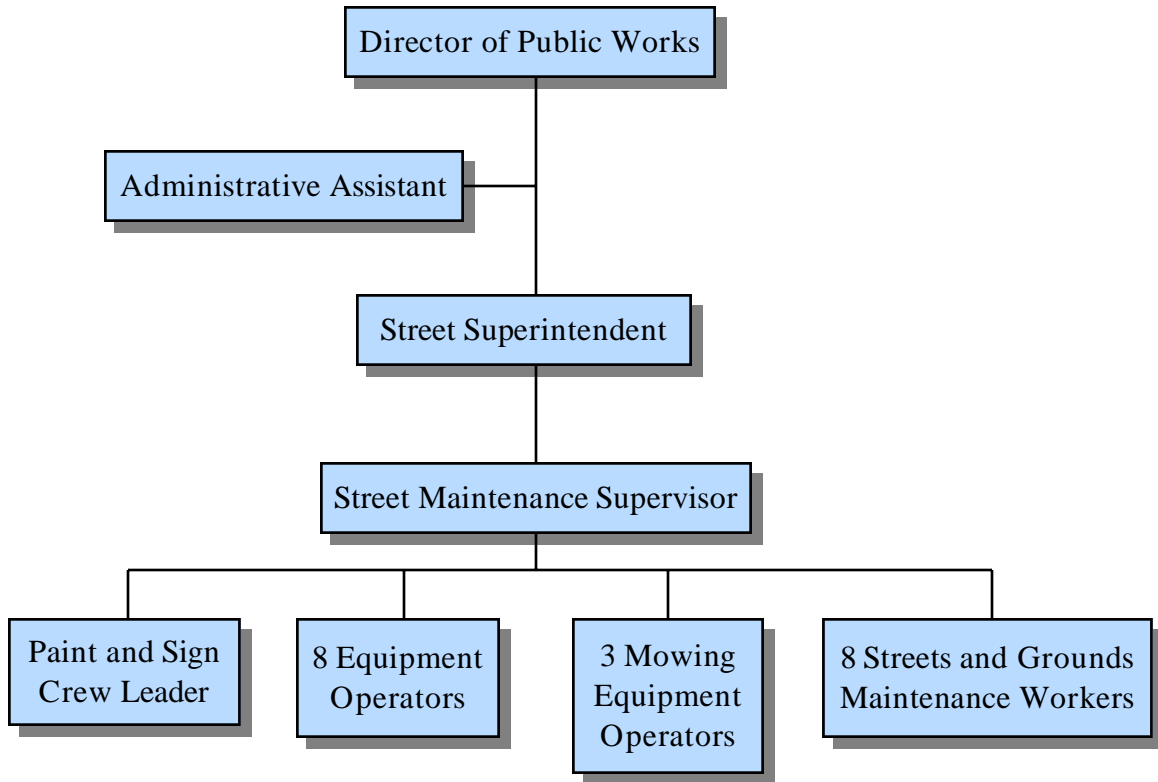 Director of Public Works
Administrative Assistant
Street Superintendent
Street Maintenance Supervisor
Paint and Sign
Crew Leader
8 Equipment
Operators
3 Mowing
Equipment
Operators
8 Streets and Grounds
Maintenance Workers